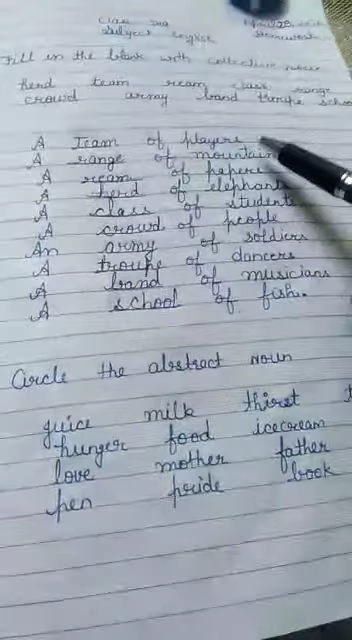 Class 3rd
Subject English
Fill in the blank with collective noun
herd team ream class range
crowd army band troupe school
A team of players
A range of mountain
A ream of papers
A herd of elephants
A class of students
A crowd of people
An army of soldiers
A troupe of dancers
A band of musicians
A school of fish.
Circle the abstract noun
juice milk thirst
hunger food icecream
love mother father
pen pride book